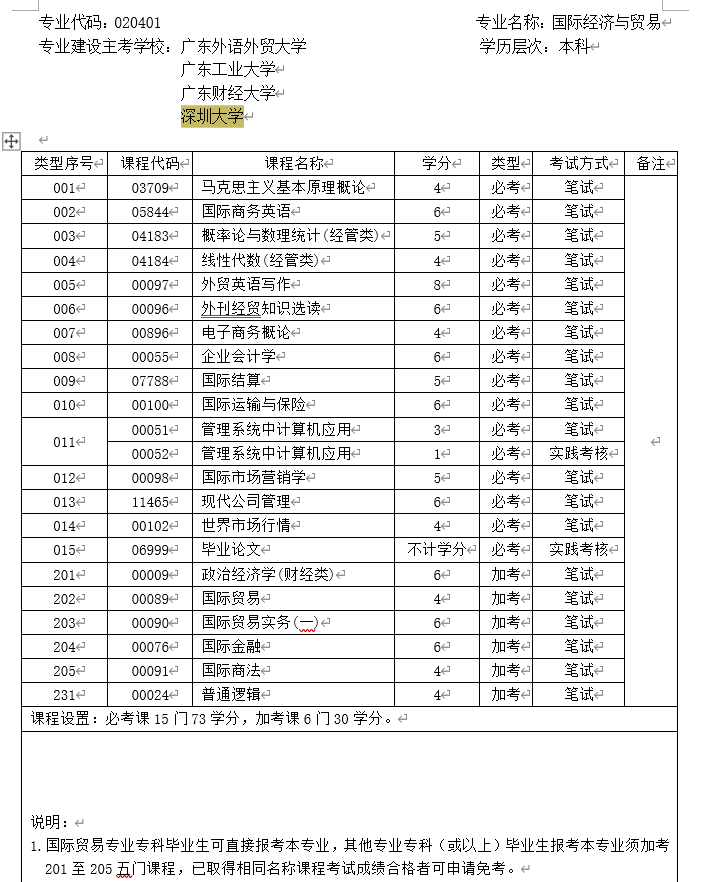 专业代码：020401 专业名称：国际经济与贸易
专业建设主考学校：广东外语外贸大学 学历层次：本科
广东工业大学
广东财经大学
深圳大学
类型序号 课程代码 课程名称 学分 类型 考试方式 备注
001 03709 马克思主义基本原理概论 4 必考 笔试
002 05844 国际商务英语 6 必考 笔试
003 04183 概率论与数理统计(经管类) 5 必考 笔试
004 04184 线性代数(经管类) 4 必考 笔试
005 00097 外贸英语写作 8 必考 笔试
006 00096 外刊经贸知识选读 6 必考 笔试
007 00896 电子商务概论 4 必考 笔试
008 00055 企业会计学 6 必考 笔试
009 07788 国际结算 5 必考 笔试
010 00100 国际运输与保险 6 必考 笔试
011 00051 管理系统中计算机应用 3 必考 笔试
00052 管理系统中计算机应用 1 必考 实践考核
012 00098 国际市场营销学 5 必考 笔试
013 11465 现代公司管理 6 必考 笔试
014 00102 世界市场行情 4 必考 笔试
015 06999 毕业论文 不计学分 必考 实践考核
201 00009 政治经济学(财经类) 6 加考 笔试
202 00089 国际贸易 4 加考 笔试
203 00090 国际贸易实务(一) 6 加考 笔试
204 00076 国际金融 6 加考 笔试
205 00091 国际商法 4 加考 笔试
231 00024 普通逻辑 4 加考 笔试
课程设置：必考课 15 门 73 学分，加考课 6 门 30 学分。
说明：
1. 国际贸易专业专科毕业生可直接报考本专业，其他专业专科（或以上）毕业生报考本专业须加考
201 至 205 五门课程，已取得相同名称课程考试成绩合格者可申请免考。